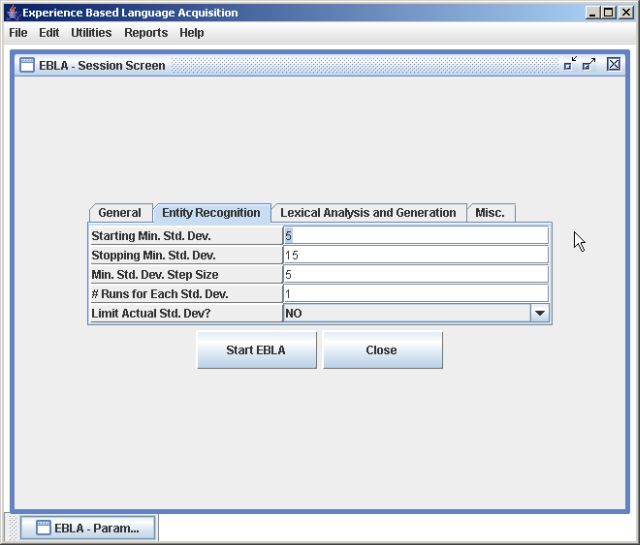 Experience Based Language Acquisition
File Edit Utilities Reports Help
EBLA - Session Screen
General Entity Recognition Lexical Analysis and Generation Misc.
Starting Min. Std. Dev. 5
Stopping Min. Std. Dev. 15
Min. Std. Dev. Step Size 5
# Runs for Each Std. Dev. 1
Limit Actual Std. Dev? NO
Start EBLA Close
EBLA - Param...